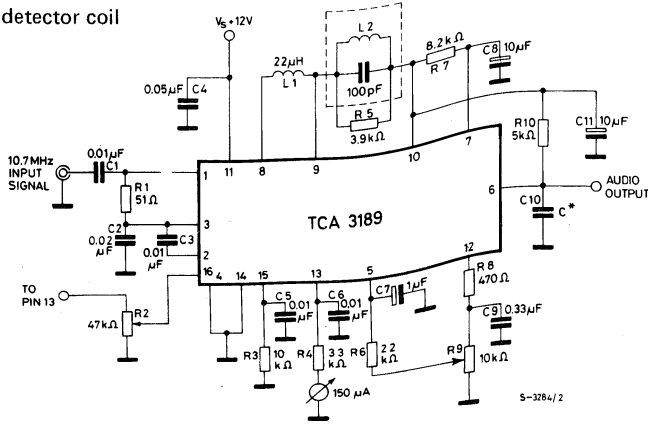 detector coil
Vs +12V
0.05µF
C4
22µH
L1
L2
100pF
R5
3.9kΩ
8.2kΩ
R7
C8
10µF
R10
5kΩ
C11
10µF
10.7MHz
INPUT
SIGNAL
0.01µF
C1
R1
51Ω
C2
0.02
µF
C3
0.01
µF
1
11
8
9
10
7
3
2
16
6
TCA 3189
AUDIO
OUTPUT
C10
C*
4
14
15
13
5
12
TO
PIN 13
R2
47kΩ
C5
0.01
µF
C6
0.01
µF
C7
1µF
R8
470Ω
C9
0.33µF
R3
10
kΩ
R4
33
kΩ
R6
22
kΩ
R9
10kΩ
150 µA
S-3284/2